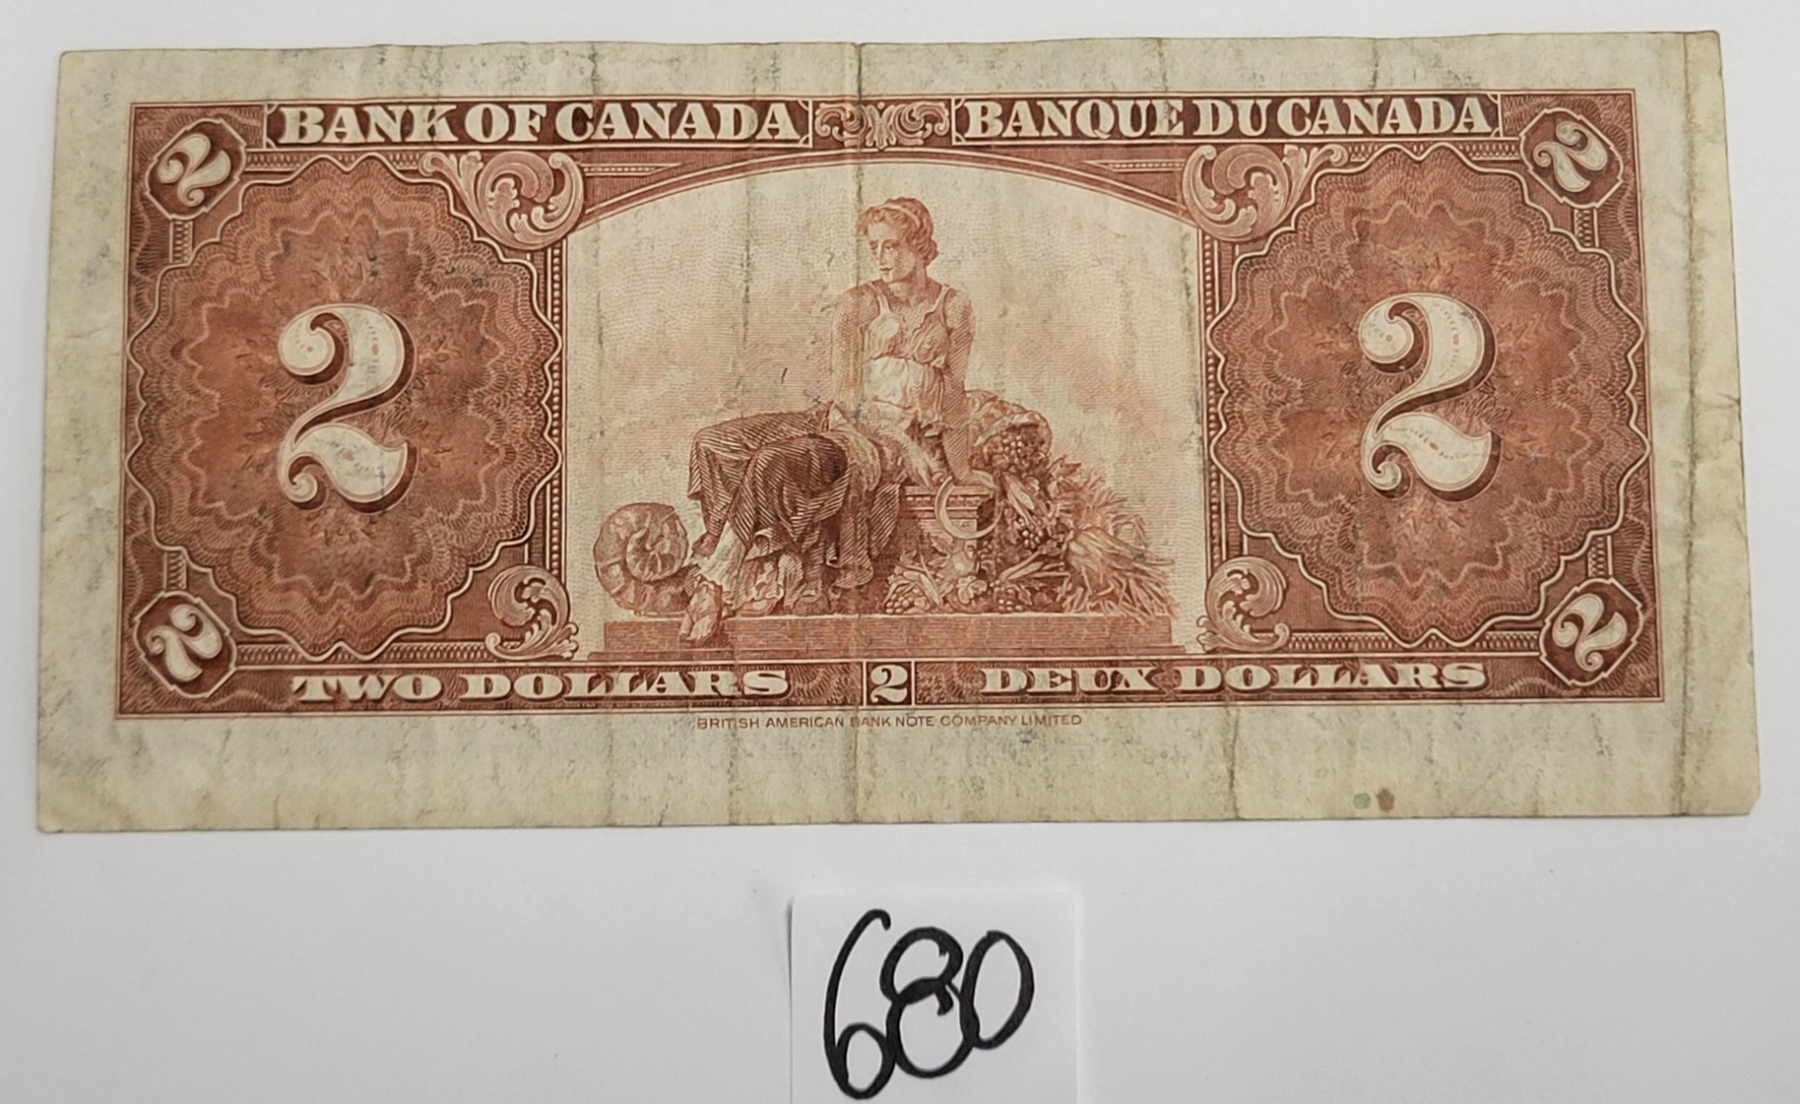 BANK OF CANADA BANQUE DU CANADA
2 2
2 2
2 2
TWO DOLLARS 2 DEUX DOLLARS
BRITISH AMERICAN BANK NOTE COMPANY LIMITED
680